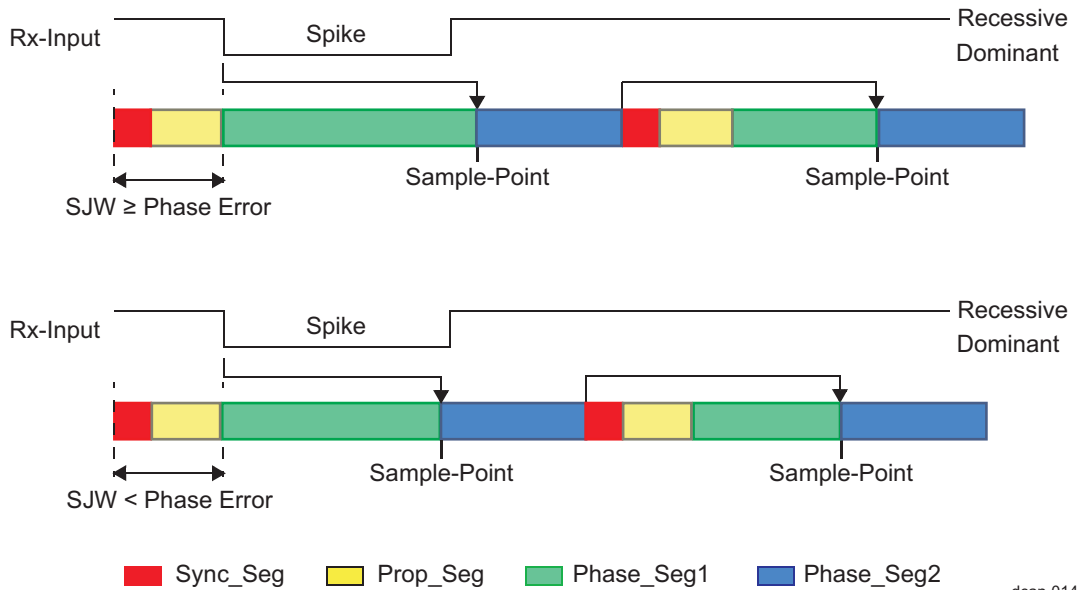 Recessive
Rx-Input
Spike
Dominant
Sample-Point
Sample-Point
SJW ≥ Phase Error
Recessive
Rx-Input
Spike
Dominant
Sample-Point
Sample-Point
SJW < Phase Error
Sync_Seg
Prop_Seg
Phase_Seg1
Phase_Seg2